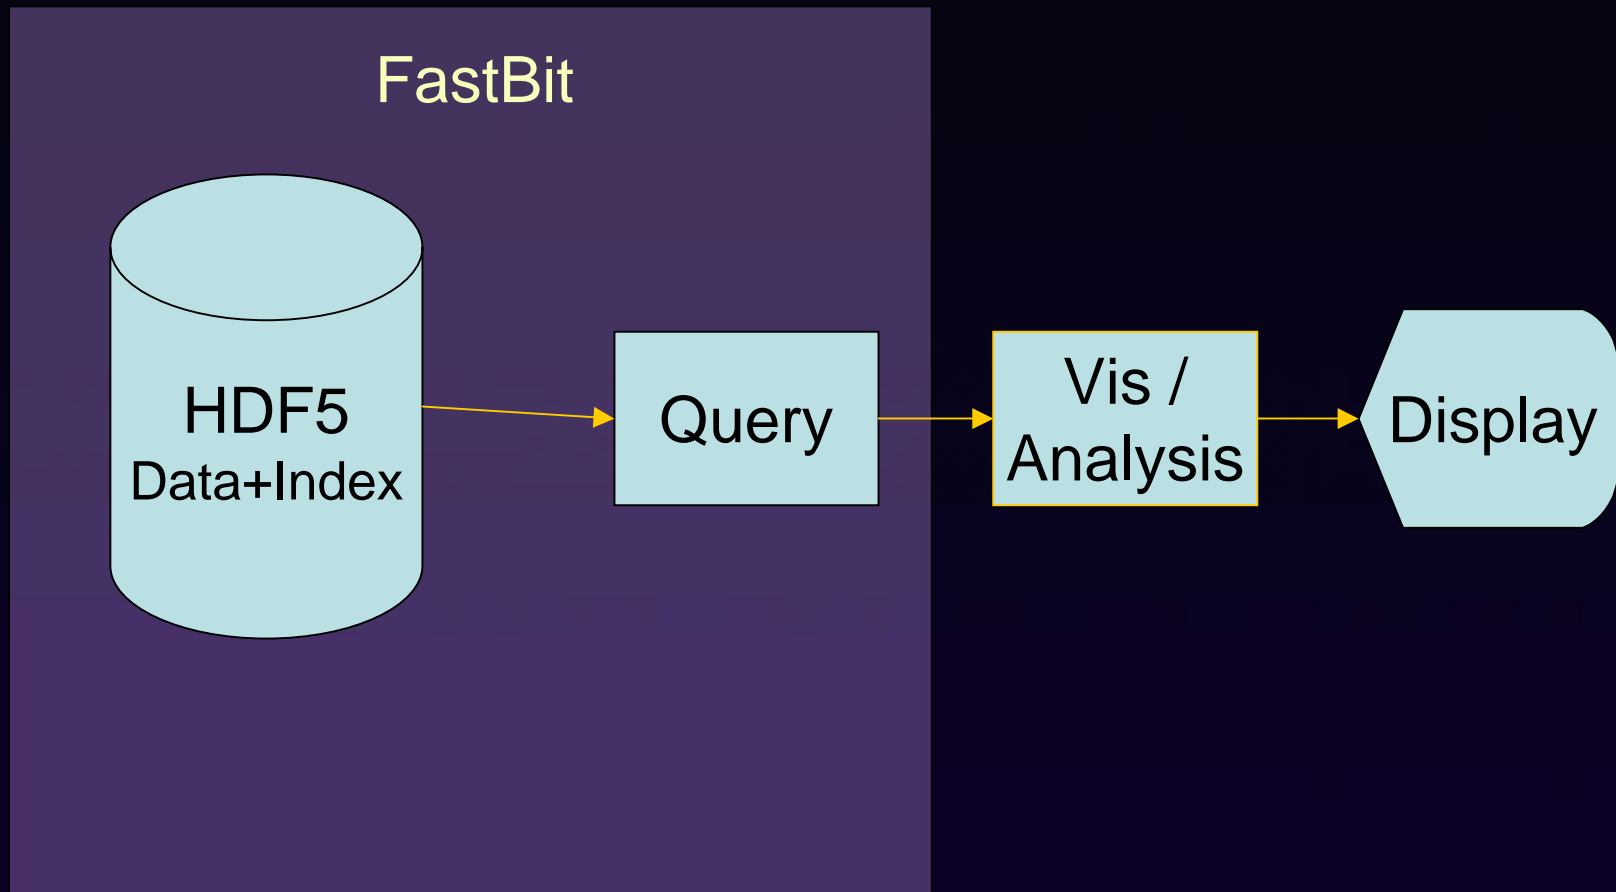 FastBit
HDF5
Data+Index
Query
Vis /
Analysis
Display